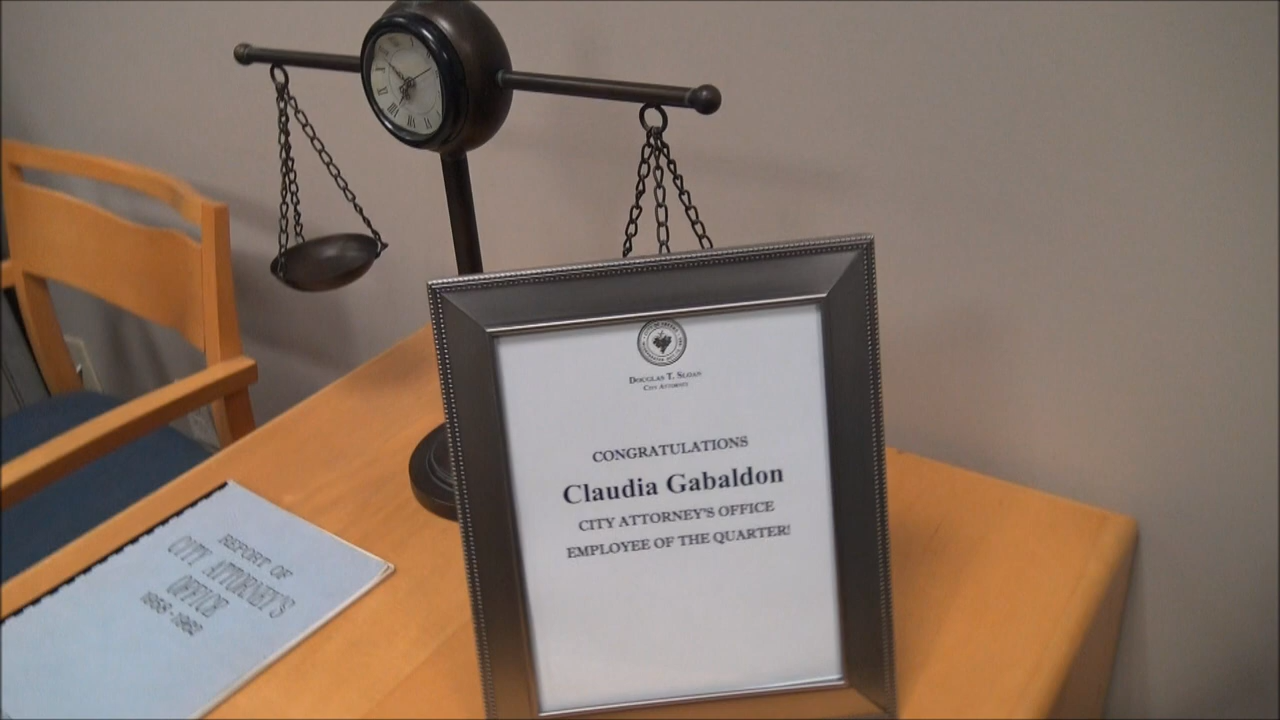 DOUGLAS T. SLOAN
CITY ATTORNEY
CONGRATULATIONS
Claudia Gabaldon
CITY ATTORNEY'S OFFICE
EMPLOYEE OF THE QUARTER!
REPORT OF
CITY ATTORNEY'S
OFFICE